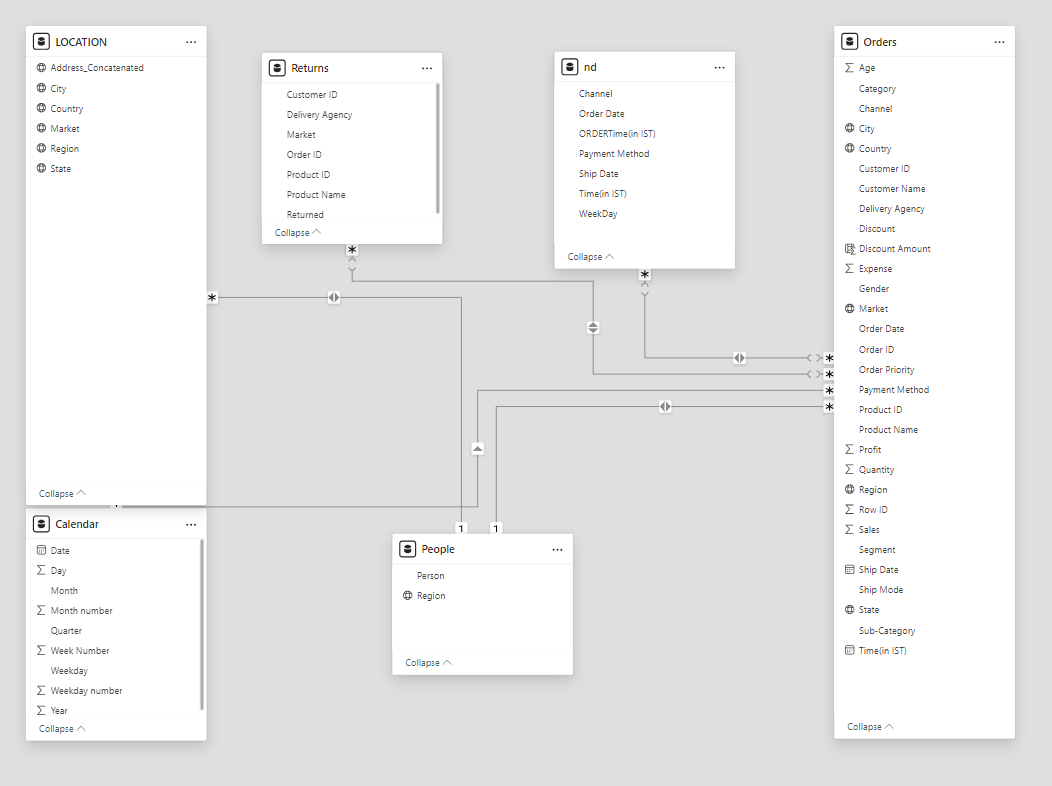 LOCATION
Address_Concatenated
City
Country
Market
Region
State
Collapse
Returns
Customer ID
Delivery Agency
Market
Order ID
Product ID
Product Name
Returned
Collapse
nd
Channel
Order Date
ORDERTime(in IST)
Payment Method
Ship Date
Time(in IST)
WeekDay
Collapse
Orders
Age
Category
Channel
City
Country
Customer ID
Customer Name
Delivery Agency
Discount
Discount Amount
Expense
Gender
Market
Order Date
Order ID
Order Priority
Payment Method
Product ID
Product Name
Profit
Quantity
Region
Row ID
Sales
Segment
Ship Date
Ship Mode
State
Sub-Category
Time(in IST)
Collapse
Calendar
Date
Day
Month
Month number
Quarter
Week Number
Weekday
Weekday number
Year
Collapse
1
1
People
Person
Region
Collapse